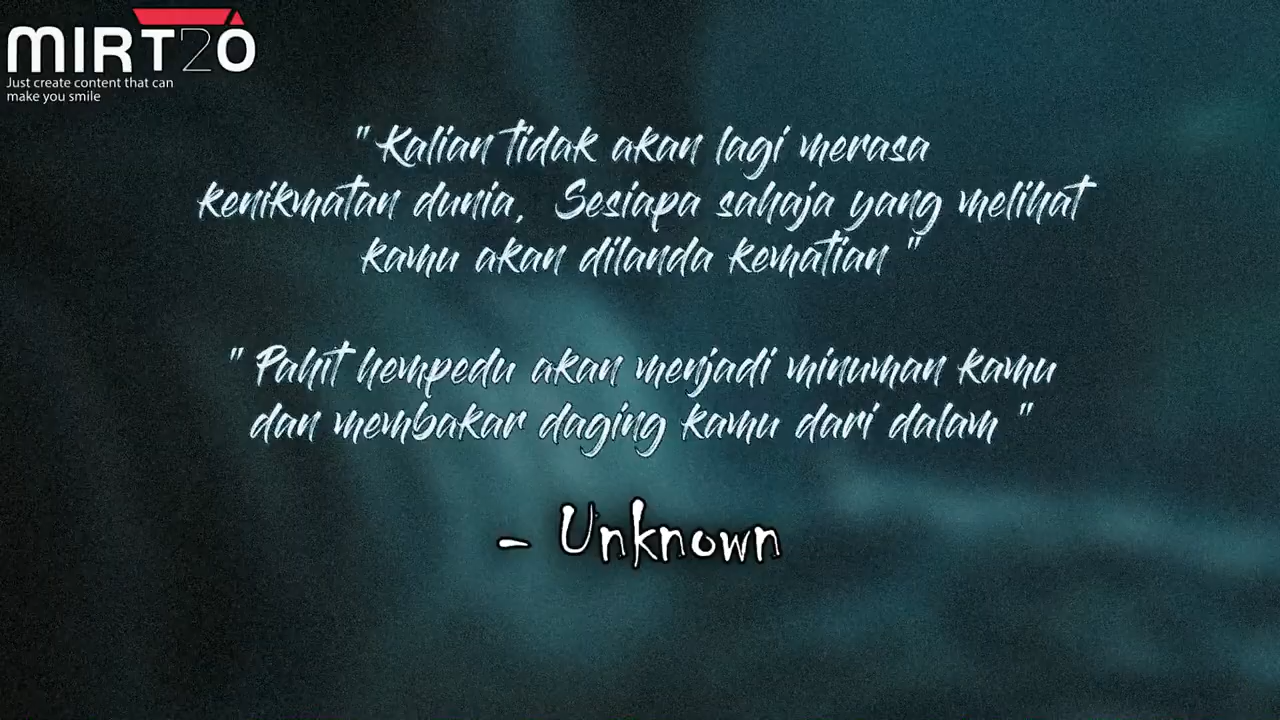 MIRT20
Just create content that can
make you smile
" Kalian tidak akan lagi merasa
kenikmatan dunia, Sesiapa sahaja yang melihat
kamu akan dilanda kematian "
" Pahit hempedu akan menjadi minuman kamu
dan membakar daging kamu dari dalam "
- Unknown